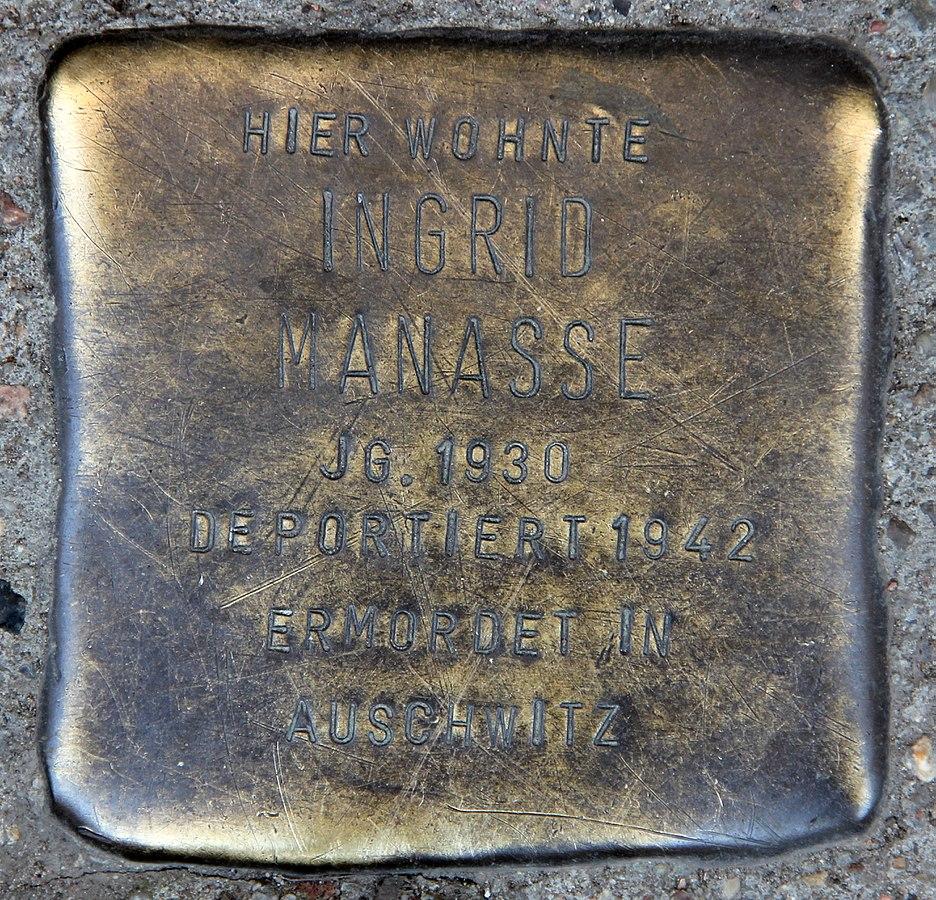 HIER WOHNTE
INGRID
MANASSE
JG. 1930
DEPORTIERT 1942
ERMORDET IN
AUSCHWITZ